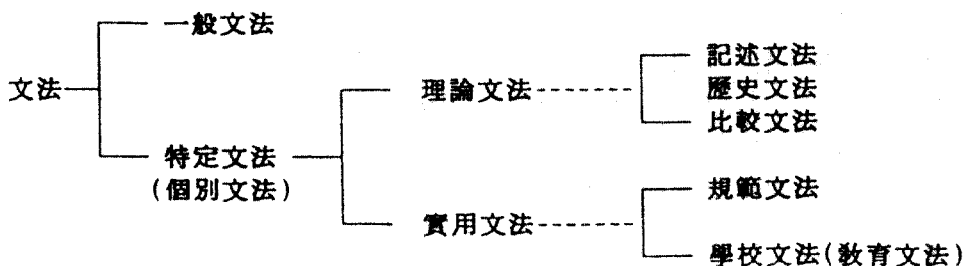 一般文法
記述文法
文法
理論文法
歷史文法
比較文法
特定文法
(個別文法)
規範文法
實用文法
學校文法(敎育文法)